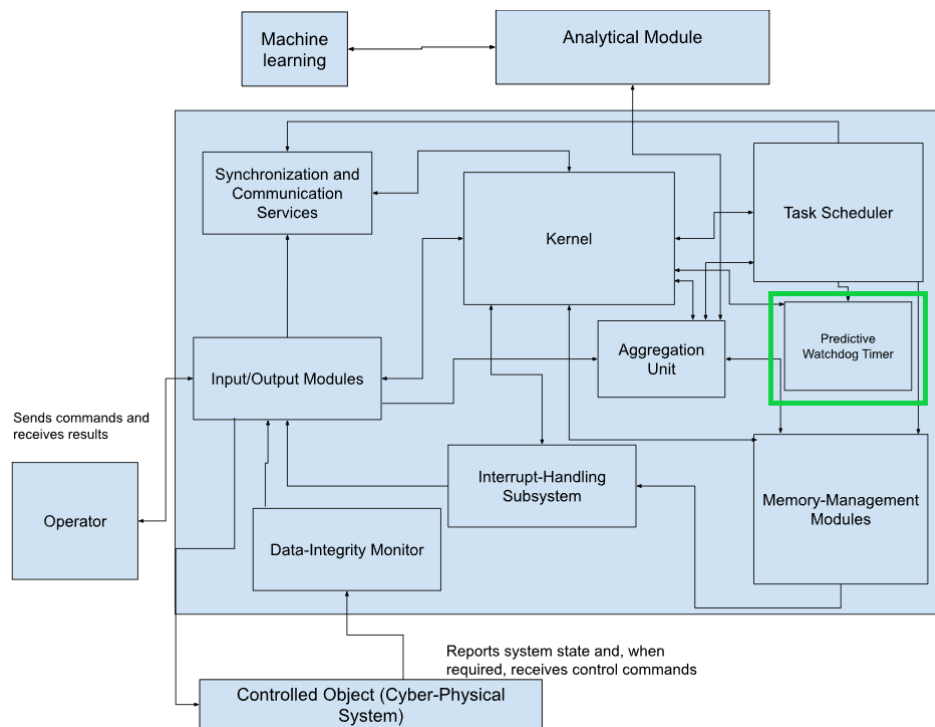 Machine
learning
Analytical Module
Synchronization and
Communication
Services
Kernel
Task Scheduler
Predictive
Watchdog Timer
Aggregation
Unit
Input/Output Modules
Sends commands and
receives results
Operator
Interrupt-Handling
Subsystem
Memory-Management
Modules
Data-Integrity Monitor
Reports system state and, when
required, receives control commands
Controlled Object (Cyber-Physical
System)